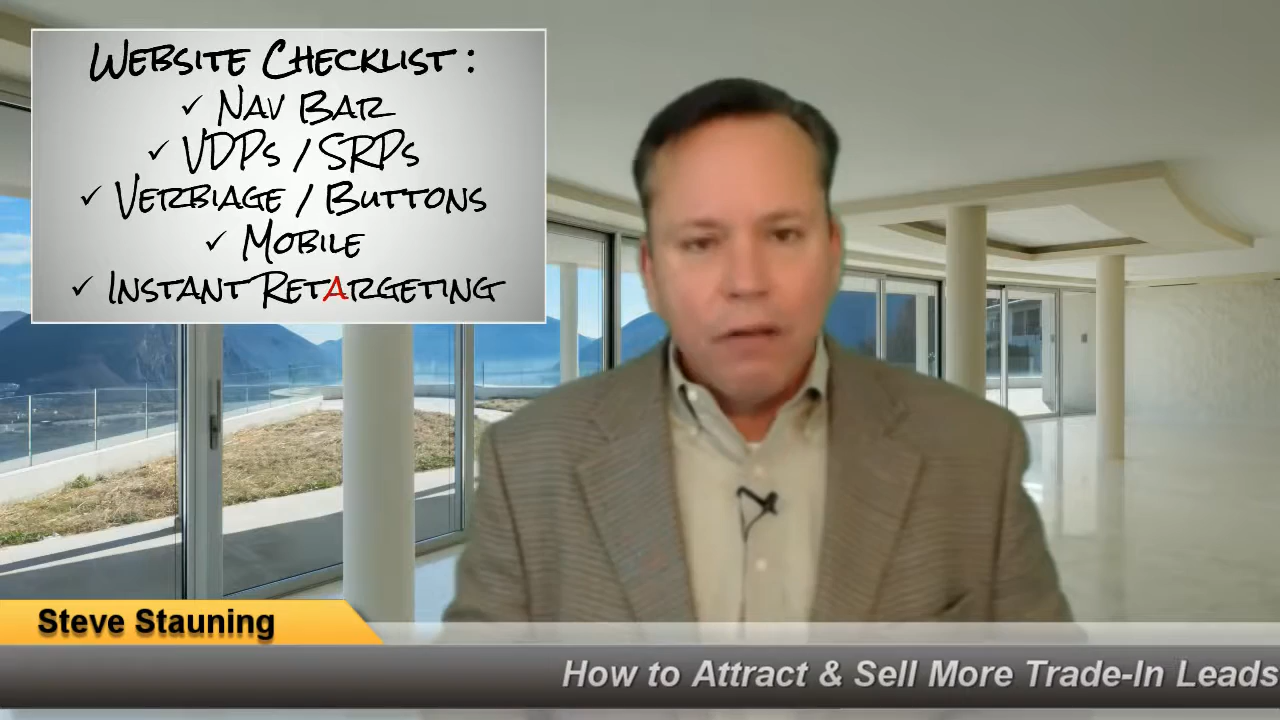 Website Checklist :
✓ Nav Bar
✓ VDPs / SRPs
✓ Verbiage / Buttons
✓ Mobile
✓ Instant Retargeting
Steve Stauning
How to Attract & Sell More Trade-In Leads